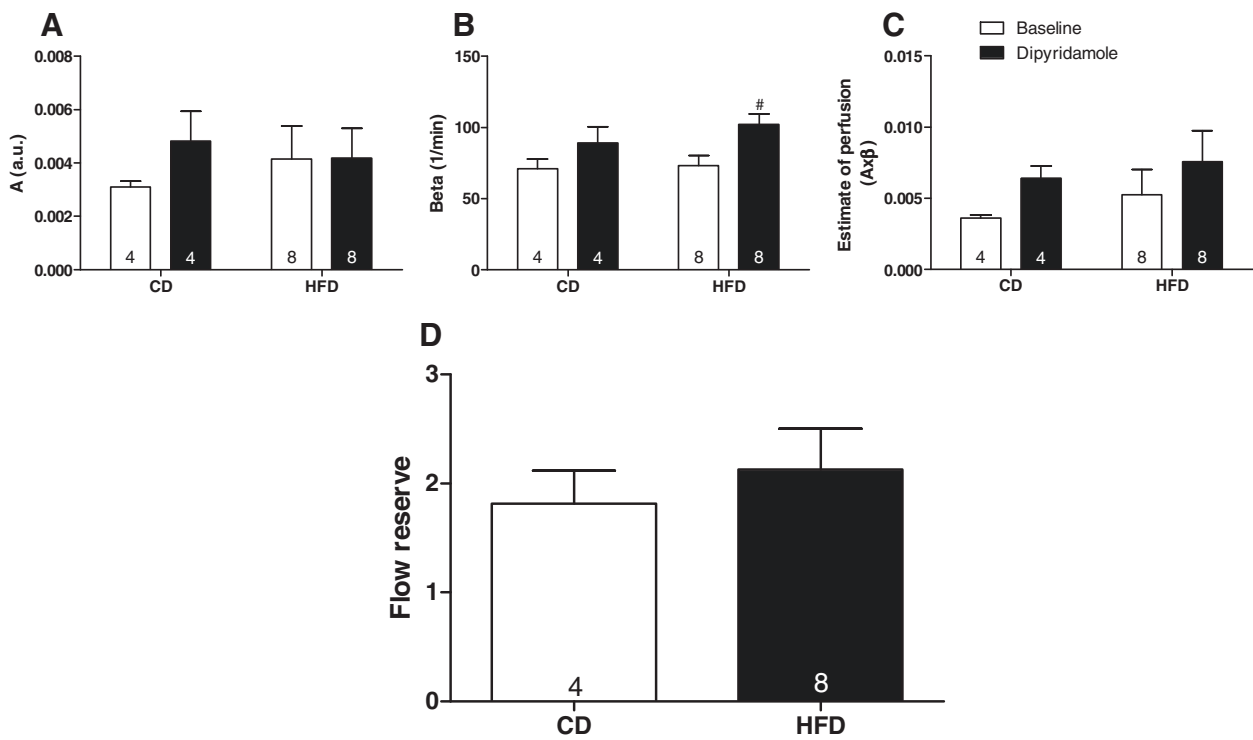 A
0.008
0.006
0.004
0.002
0.000
A (a.u.)
4
4
8
8
CD
HFD
B
150
100
50
0
Beta (1/min)
#
4
4
8
8
CD
HFD
C
Baseline
Dipyridamole
0.015
0.010
0.005
0.000
Estimate of perfusion
(Axβ)
4
4
8
8
CD
HFD
D
3
2
1
0
Flow reserve
4
8
CD
HFD